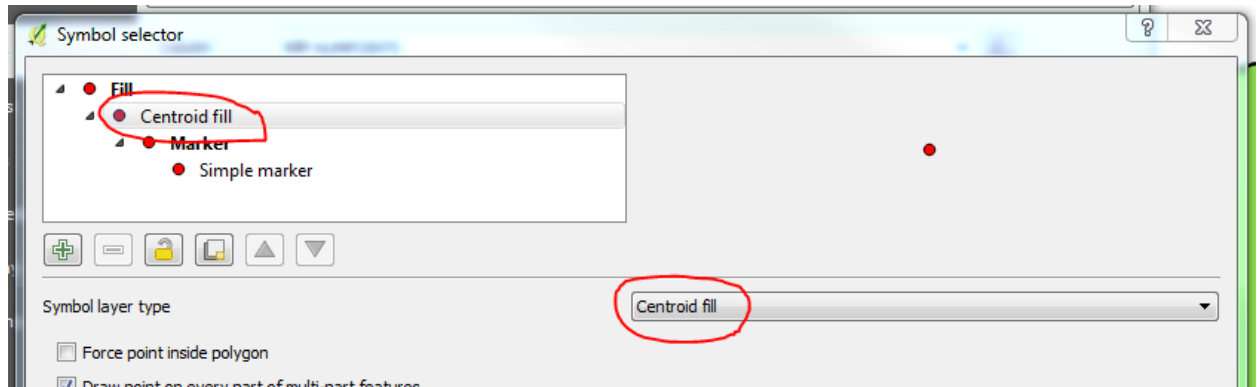 Symbol selector
Fill
Centroid fill
Marker
Simple marker
Symbol layer type
Centroid fill
Force point inside polygon
Draw point on every part of multi-part features